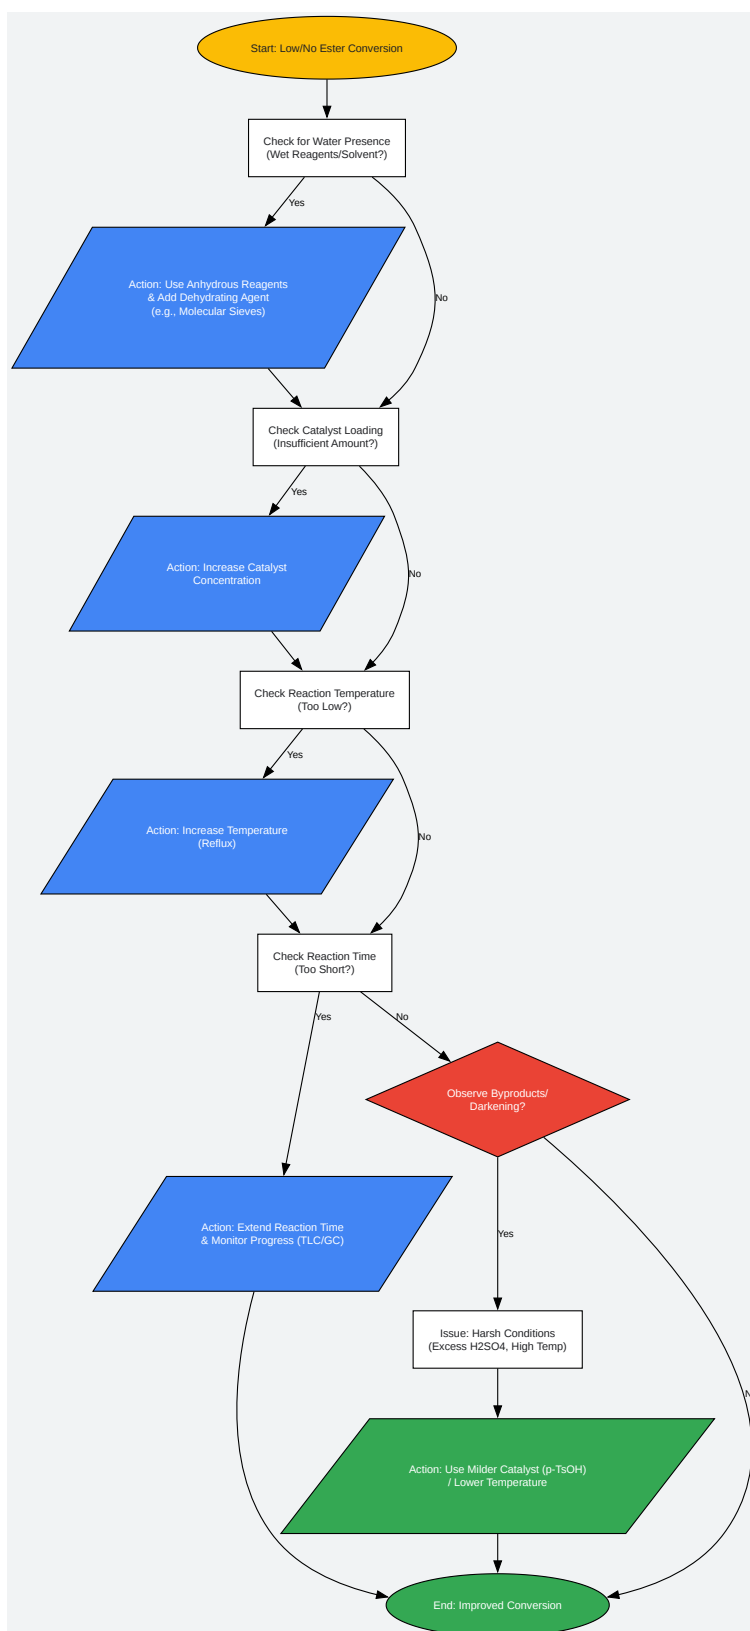 Start: Low/No Ester Conversion
Check for Water Presence
(Wet Reagents/Solvent?)
Yes
Action: Use Anhydrous Reagents
& Add Dehydrating Agent
(e.g., Molecular Sieves)
No
Check Catalyst Loading
(Insufficient Amount?)
Yes
Action: Increase Catalyst
Concentration
No
Check Reaction Temperature
(Too Low?)
Yes
Action: Increase Temperature
(Reflux)
No
Check Reaction Time
(Too Short?)
Yes
No
Observe Byproducts/
Darkening?
Action: Extend Reaction Time
& Monitor Progress (TLC/GC)
Yes
Issue: Harsh Conditions
(Excess H2SO4, High Temp)
Action: Use Milder Catalyst (p-TsOH)
/ Lower Temperature
End: Improved Conversion